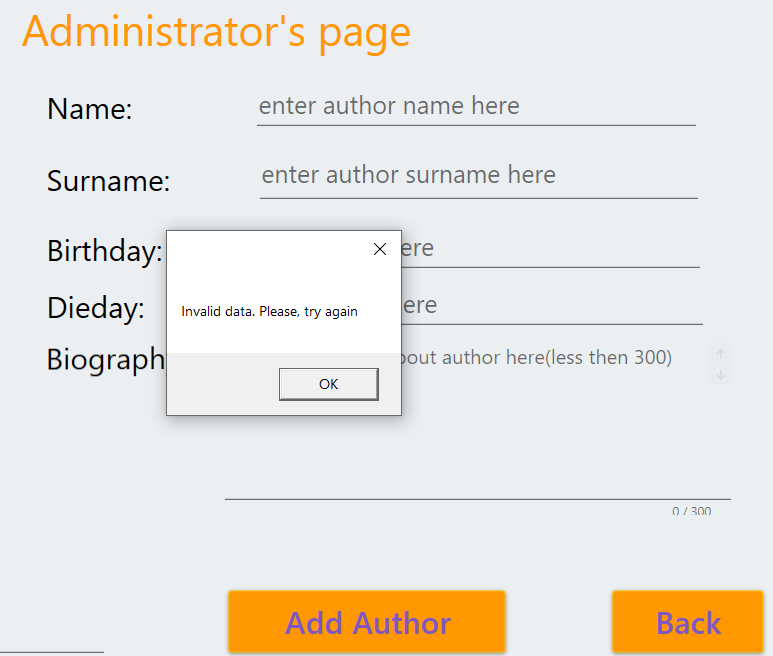 Administrator's page
Name:
enter author name here
Surname:
enter author surname here
Birthday:
ere
Dieday:
ere
Invalid data. Please, try again
Biograph
out author here(less then 300)
OK
0 / 300
Add Author
Back